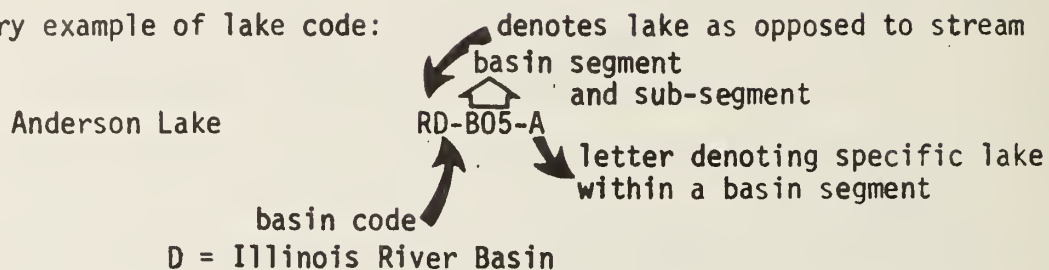 ry example of lake code:
denotes lake as opposed to stream
basin segment
and sub-segment
Anderson Lake
RD-B05-A
letter denoting specific lake
within a basin segment
basin code
D = Illinois River Basin